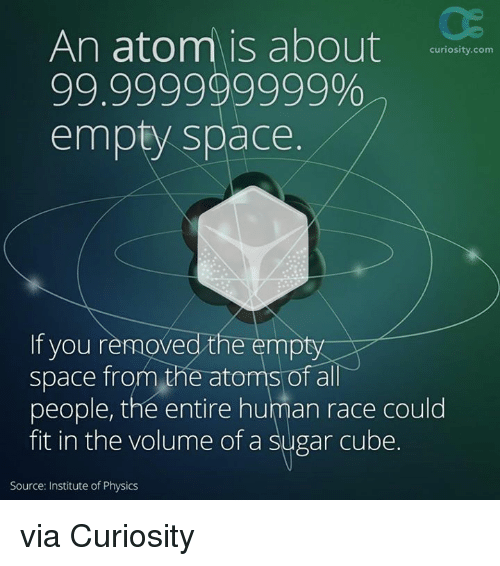 An atom is about
99.999999999%
empty space.
curiosity.com
If you removed the empty
space from the atoms of all
people, the entire human race could
fit in the volume of a sugar cube.
Source: Institute of Physics
via Curiosity